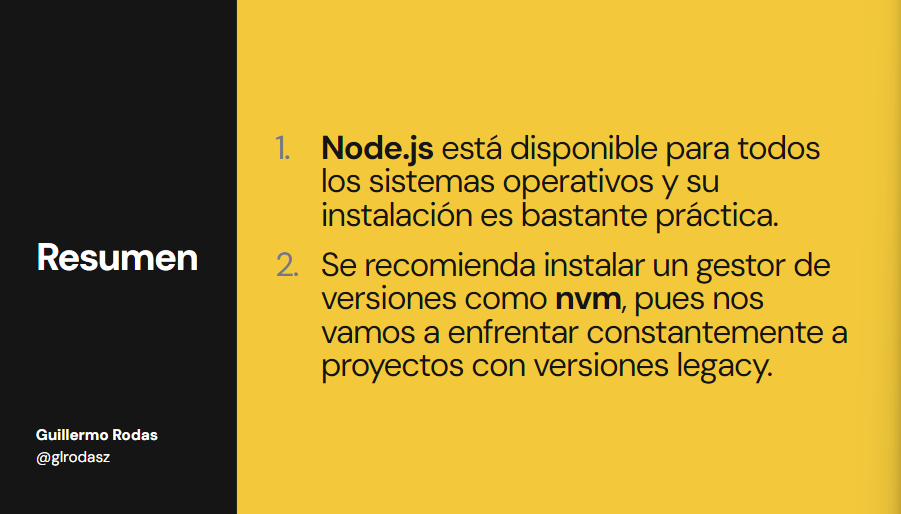 Resumen
Guillermo Rodas
@glrodasz
1. Node.js está disponible para todos
los sistemas operativos y su
instalación es bastante práctica.
2. Se recomienda instalar un gestor de
versiones como nvm, pues nos
vamos a enfrentar constantemente a
proyectos con versiones legacy.